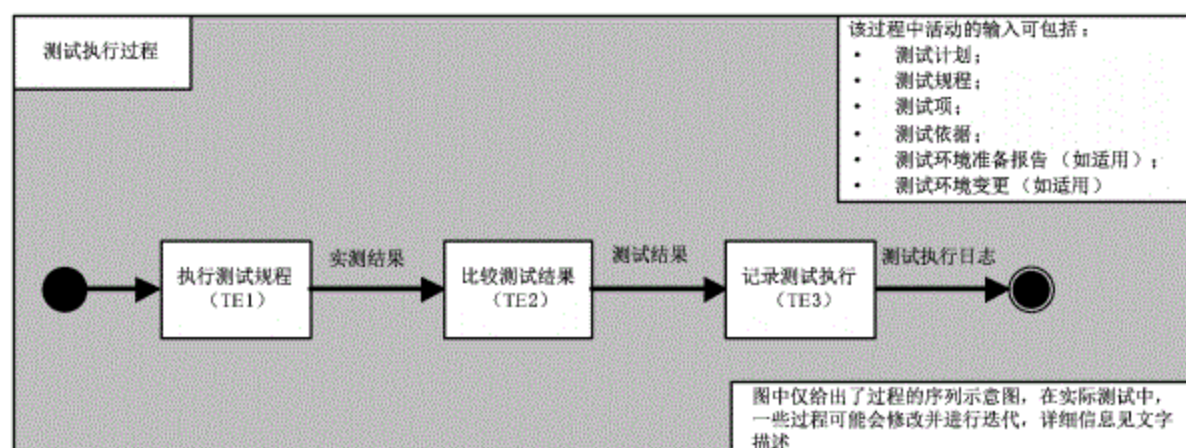 测试执行过程
该过程中活动的输入可包括：
• 测试计划；
• 测试规程；
• 测试项；
• 测试依据；
• 测试环境准备报告（如适用）；
• 测试环境变更（如适用）
执行测试规程
（TE1）
实测结果
比较测试结果
（TE2）
测试结果
记录测试执行
（TE3）
测试执行日志
图中仅给出了过程的序列示意图，在实际测试中，
一些过程可能会修改并进行迭代，详细信息见文字
描述